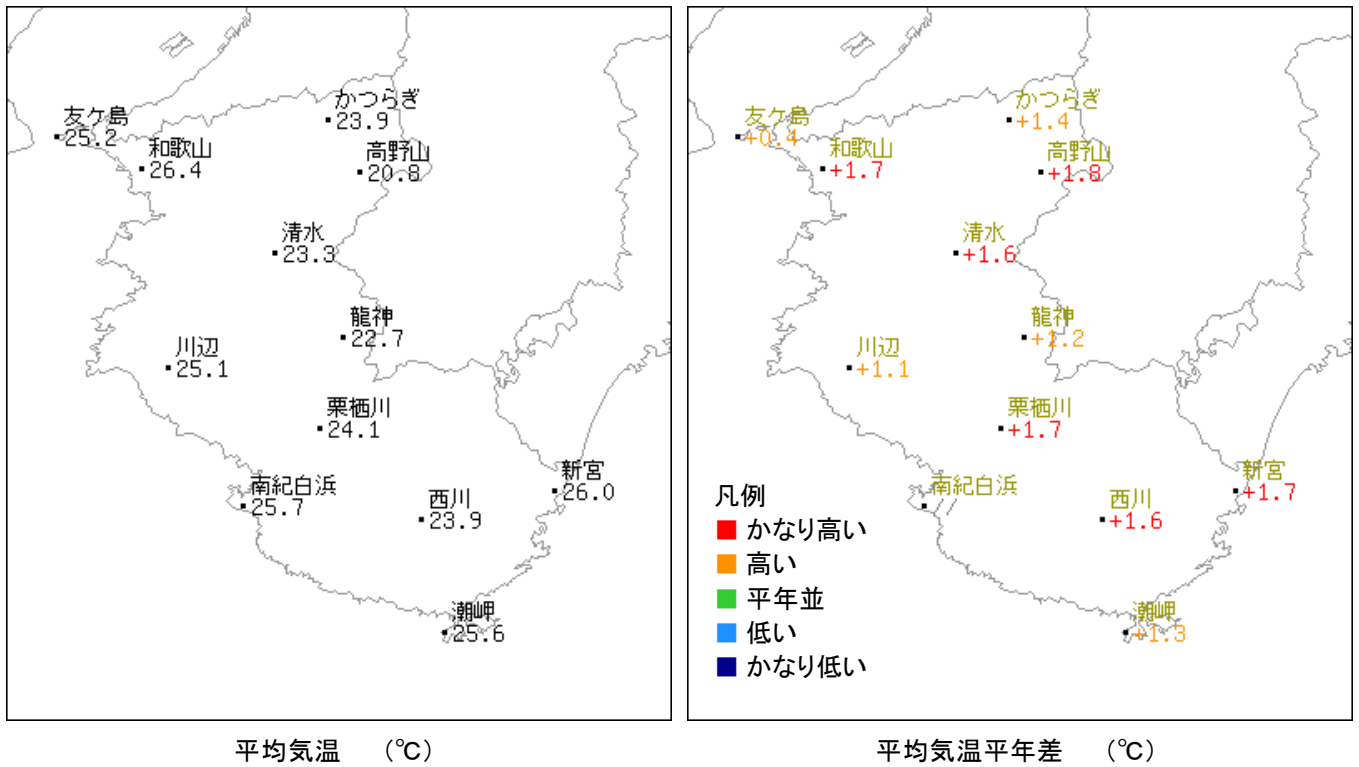 かつらぎ
23.9
友ケ島
25.2
和歌山
26.4
高野山
20.8
清水
23.3
龍神
22.7
川辺
25.1
栗栖川
24.1
新宮
26.0
南紀白浜
25.7
西川
23.9
潮岬
25.6
平均気温 (℃)
かつらぎ
+1.4
友ケ島
+0.4
和歌山
+1.7
高野山
+1.8
清水
+1.6
龍神
+1.2
川辺
+1.1
栗栖川
+1.7
新宮
+1.7
南紀白浜
//
西川
+1.6
潮岬
+1.3
凡例
かなり高い
高い
平年並
低い
かなり低い
平均気温平年差 (℃)